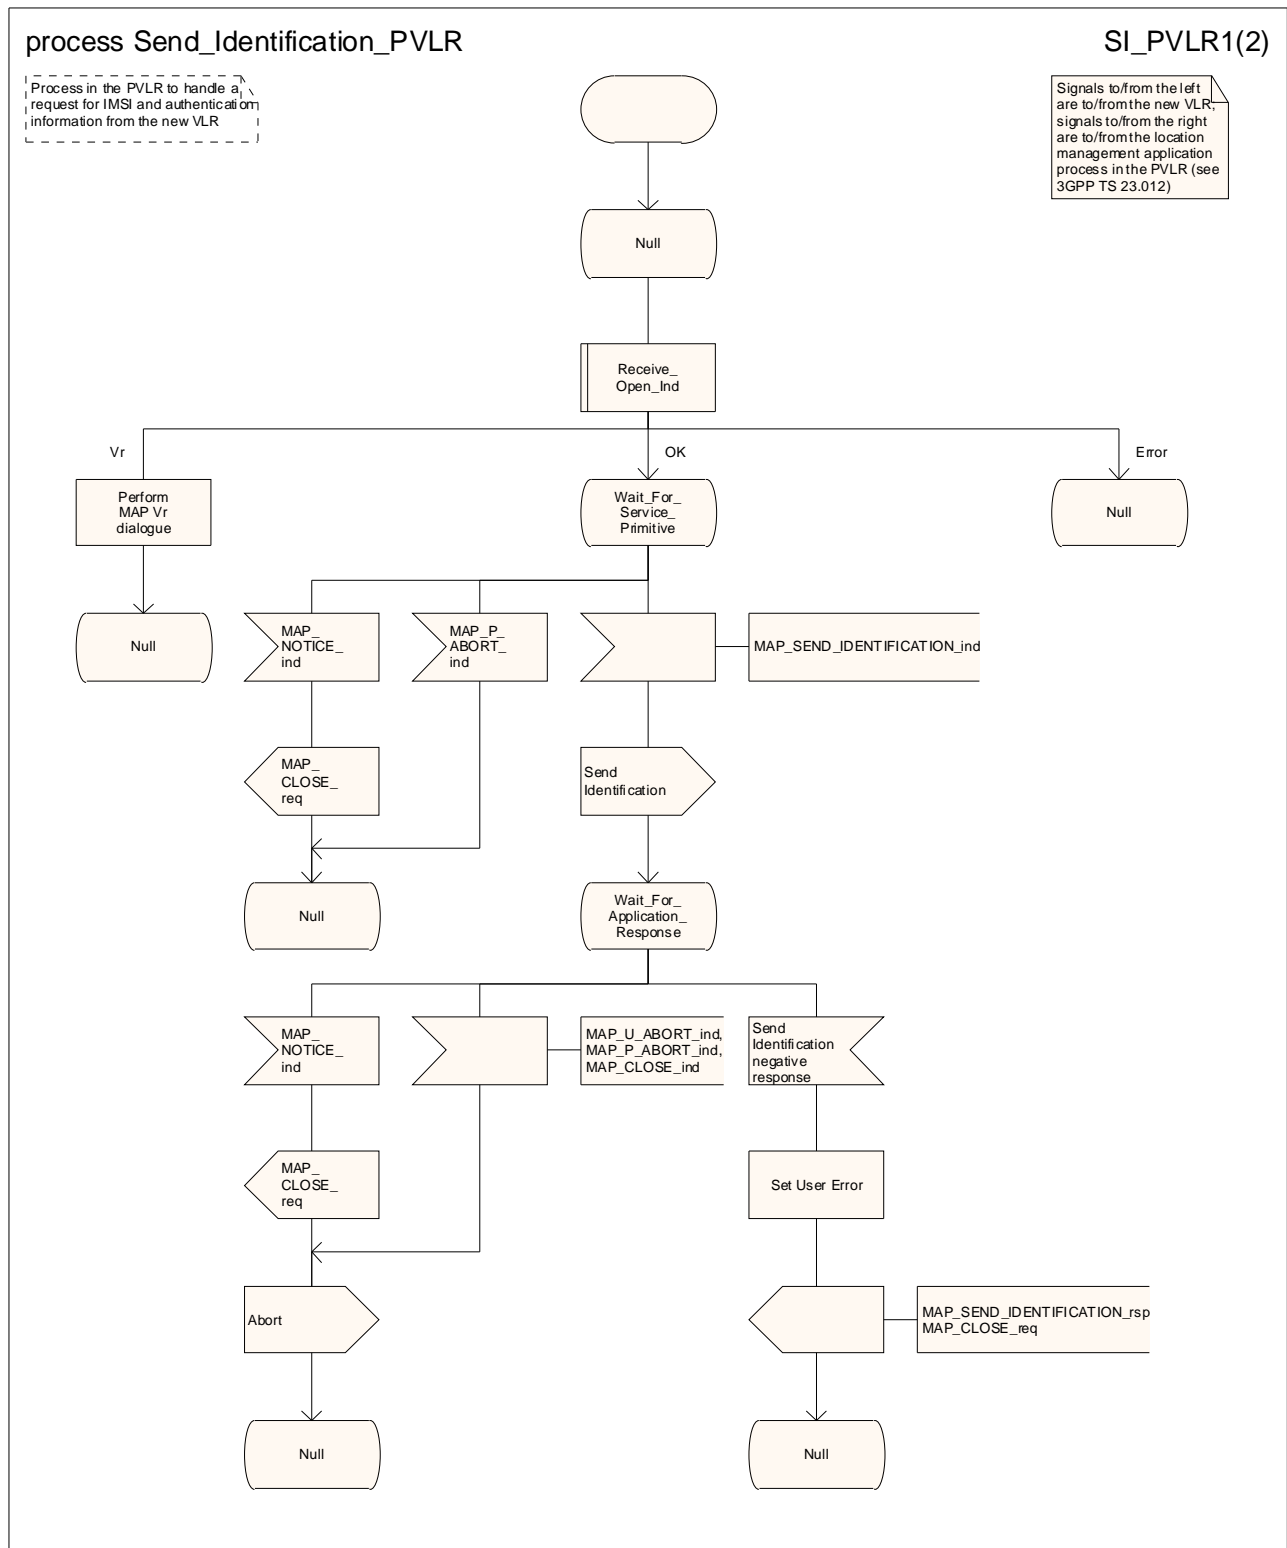 process Send_Identification_PVLR
SI_PVLR1(2)
Process in the PVLR to handle a
request for IMSI and authentication
information from the new VLR
Signals to/from the left
are to/from the new VLR,
signals to/from the right
are to/from the location
management application
process in the PVLR (see
3GPP TS 23.012)
Null
Receive_
Open_Ind
Vr
OK
Error
Perform
MAP Vr
dialogue
Wait_For_
Service_
Primitive
Null
Null
MAP_
NOTICE_
ind
MAP_P_
ABORT_
ind
MAP_SEND_IDENTIFICATION_ind
MAP_
CLOSE_
req
Send
Identification
Null
Wait_For_
Application_
Response
MAP_
NOTICE_
ind
MAP_U_ABORT_ind,
MAP_P_ABORT_ind,
MAP_CLOSE_ind
Send
Identification
negative
response
MAP_
CLOSE_
req
Set User Error
Abort
MAP_SEND_IDENTIFICATION_rsp
MAP_CLOSE_req
Null
Null